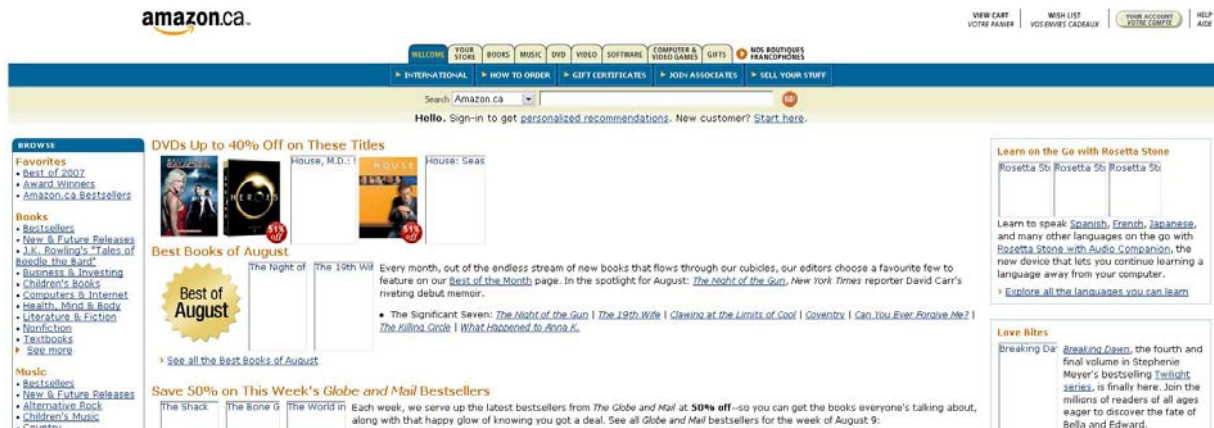 amazon.ca
VIEW CART
VOTRE PANIER
WISH LIST
VOS ENVIES CADEAUX
YOUR ACCOUNT
VOTRE COMPTE
HELP
AIDE
WELCOME
YOUR STORE
BOOKS
MUSIC
DVD
VIDEO
SOFTWARE
COMPUTER & VIDEO GAMES
GIFTS
NOS BOUTIQUES FRANCOPHONES
INTERNATIONAL
HOW TO ORDER
GIFT CERTIFICATES
JOIN ASSOCIATES
SELL YOUR STUFF
Search Amazon.ca GO!
Hello. Sign-in to get personalized recommendations. New customer? Start here.
BROWSE
Favorites
• Best of 2007
• Award Winners
• Amazon.ca Bestsellers
Books
• Bestsellers
• New & Future Releases
• J.K. Rowling's "Tales of
Beedle the Bard"
• Business & Investing
• Children's Books
• Computers & Internet
• Health, Mind & Body
• Literature & Fiction
• Nonfiction
• Textbooks
See more
Music
• Bestsellers
• New & Future Releases
• Alternative Rock
• Children's Music
• Country
DVDs Up to 40% Off on These Titles
HEROES
51% off
House, M.D.: S
HOUSE
51% off
House: Seas
Best Books of August
Best of
August
The Night of
The 19th Wif
Every month, out of the endless stream of new books that flows through our cubicles, our editors choose a favourite few to
feature on our Best of the Month page. In the spotlight for August: The Night of the Gun, New York Times reporter David Carr's
riveting debut memoir.
• The Significant Seven: The Night of the Gun | The 19th Wife | Clawing at the Limits of Cool | Coventry | Can You Ever Forgive Me? |
The Killing Circle | What Happened to Anna K.
See all the Best Books of August
Save 50% on This Week's Globe and Mail Bestsellers
The Shack
The Bone G
The World in
Each week, we serve up the latest bestsellers from The Globe and Mail at 50% off--so you can get the books everyone's talking about,
along with that happy glow of knowing you got a deal. See all Globe and Mail bestsellers for the week of August 9:
Learn on the Go with Rosetta Stone
Rosetta Sto
Rosetta Sto
Rosetta Sto
Learn to speak Spanish, French, Japanese,
and many other languages on the go with
Rosetta Stone with Audio Companion, the
new device that lets you continue learning a
language away from your computer.
Explore all the languages you can learn
Love Bites
Breaking Da
Breaking Dawn, the fourth and
final volume in Stephenie
Meyer's bestselling Twilight
series, is finally here. Join the
millions of readers of all ages
eager to discover the fate of
Bella and Edward.